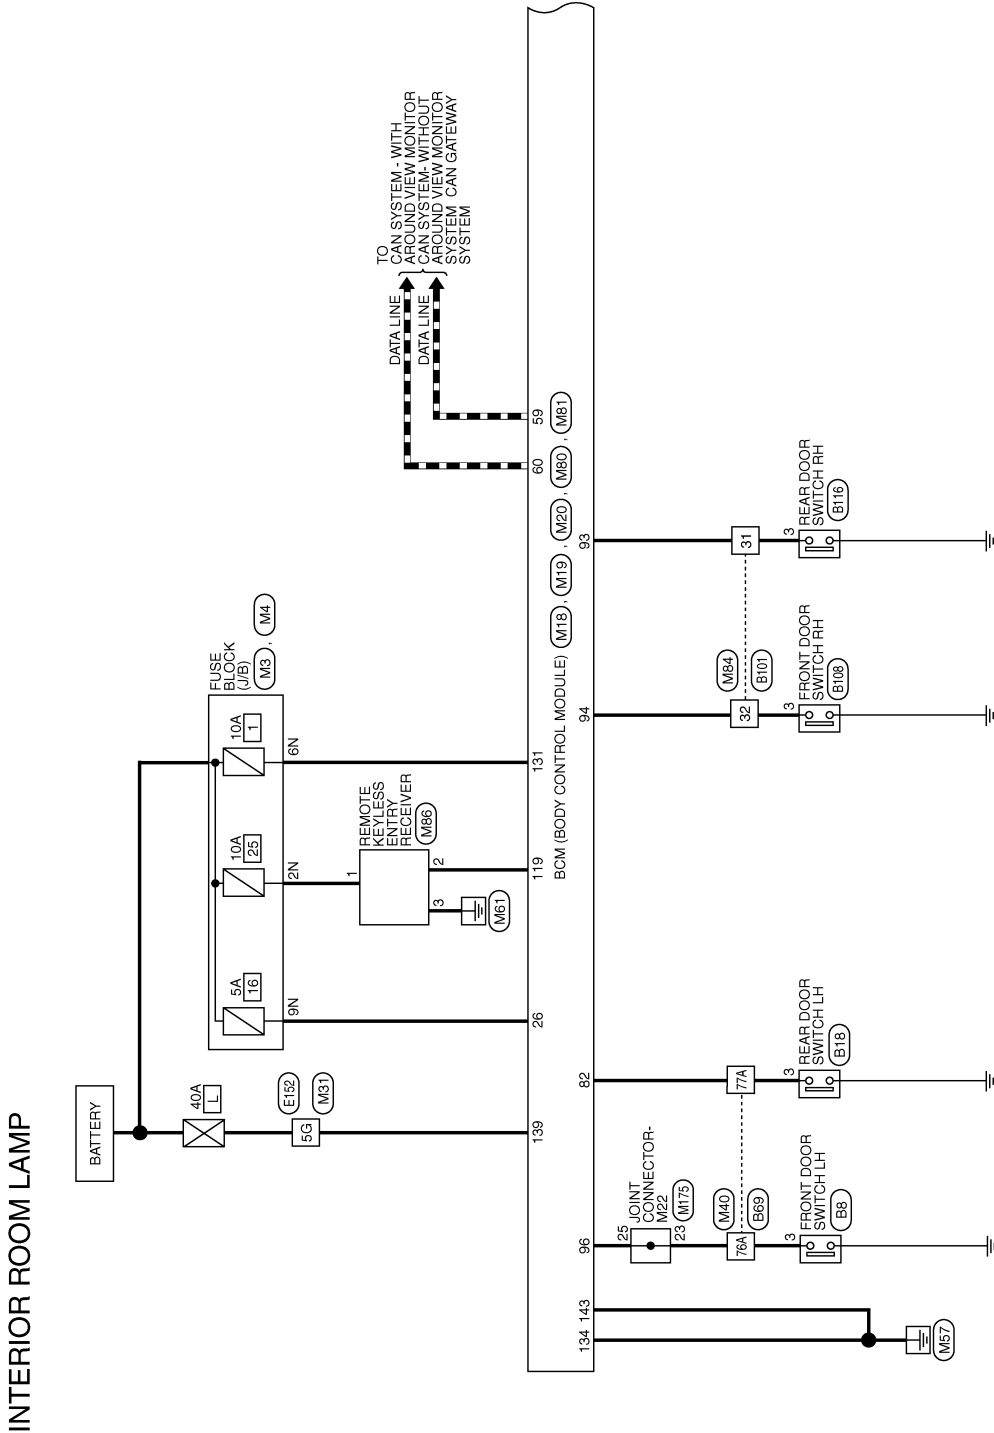 INTERIOR ROOM LAMP
BATTERY
40A
L
E152
5G
M31
139
FUSE
BLOCK
(J/B)
M3 , M4
5A
16
9N
26
10A
25
2N
10A
1
6N
131
REMOTE
KEYLESS
ENTRY
RECEIVER
M86
1
2
3
M61
119
TO
CAN SYSTEM - WITH
AROUND VIEW MONITOR
CAN SYSTEM- WITHOUT
AROUND VIEW MONITOR
SYSTEM CAN GATEWAY
SYSTEM
DATA LINE
DATA LINE
60
59
BCM (BODY CONTROL MODULE) M18 , M19 , M20 , M80 , M81
134
143
M57
96
25
JOINT
CONNECTOR-
M22
M175
23
M40
76A
B69
3
FRONT DOOR
SWITCH LH
B8
82
77A
3
REAR DOOR
SWITCH LH
B18
94
M84
32
B101
3
FRONT DOOR
SWITCH RH
B108
93
31
3
REAR DOOR
SWITCH RH
B116